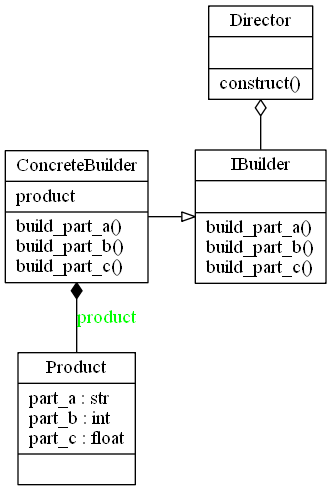 Director
construct()
ConcreteBuilder
product
build_part_a()
build_part_b()
build_part_c()
IBuilder
build_part_a()
build_part_b()
build_part_c()
product
Product
part_a : str
part_b : int
part_c : float